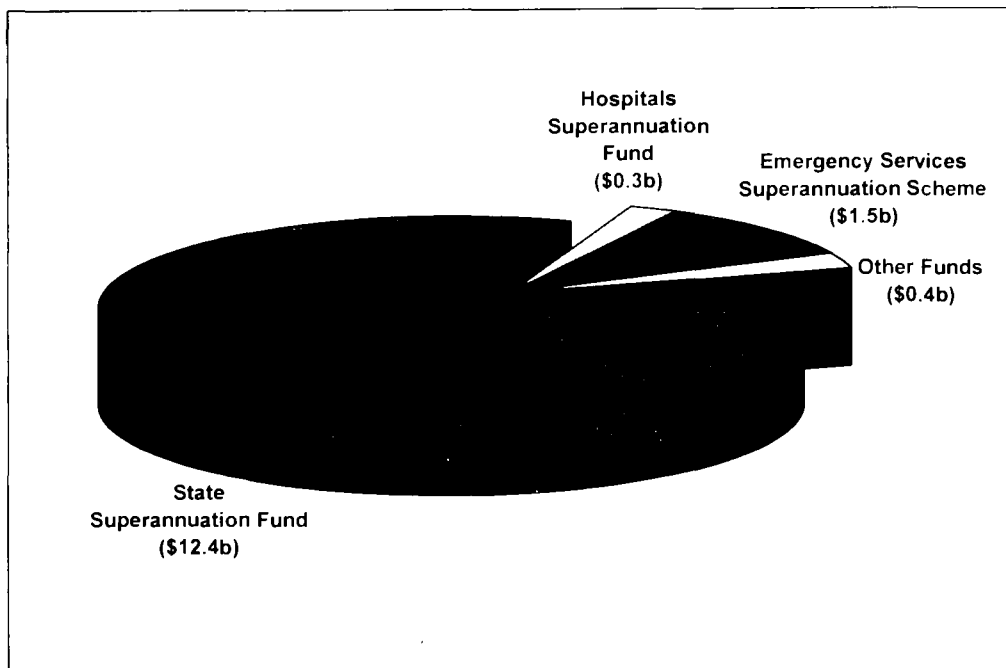 Hospitals
Superannuation
Fund
($0.3b)
Emergency Services
Superannuation Scheme
($1.5b)
Other Funds
($0.4b)
State
Superannuation Fund
($12.4b)